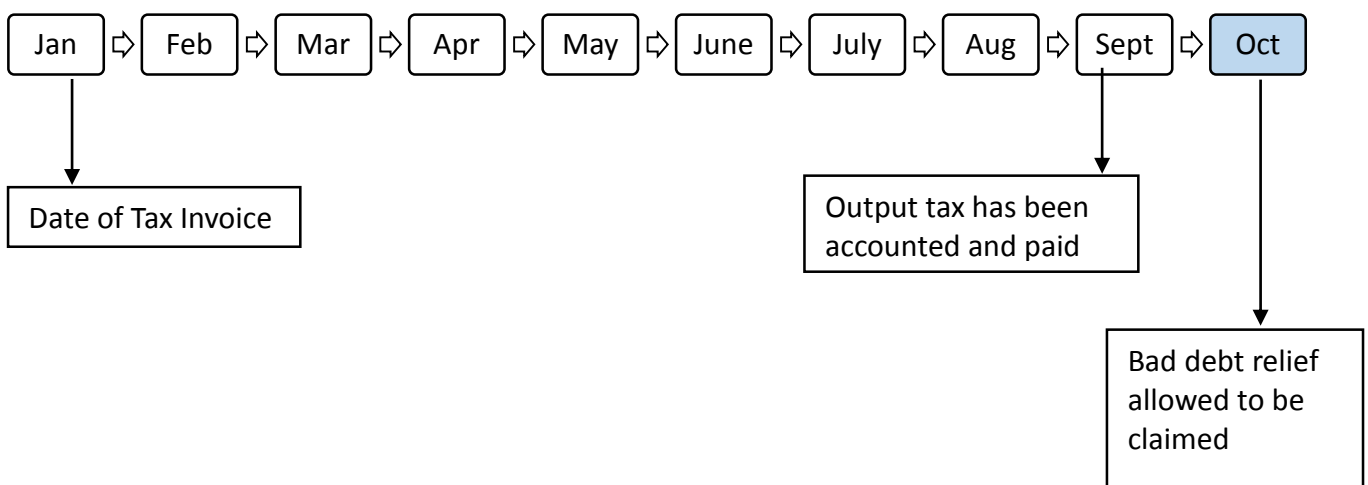 Jan Feb Mar Apr May June July Aug Sept Oct
Date of Tax Invoice
Output tax has been
accounted and paid
Bad debt relief
allowed to be
claimed